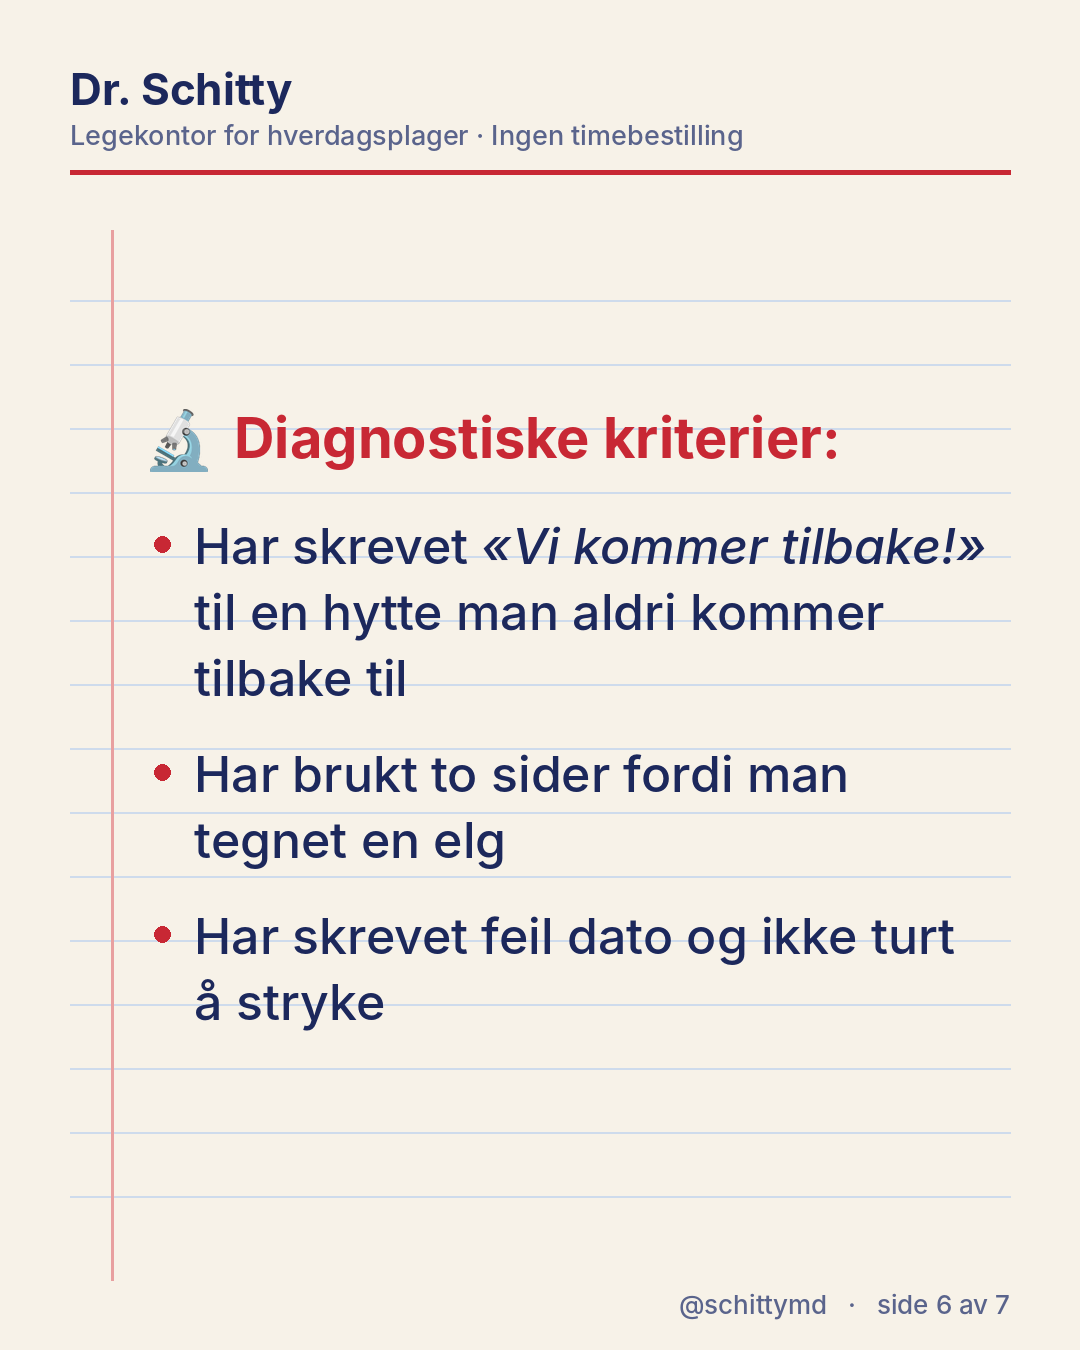 Dr. Schitty
Legekontor for hverdagsplager · Ingen timebestilling
🔬 Diagnostiske kriterier:
• Har skrevet «Vi kommer tilbake!»
til en hytte man aldri kommer
tilbake til
• Har brukt to sider fordi man
tegnet en elg
• Har skrevet feil dato og ikke turt
å stryke
@schittymd · side 6 av 7